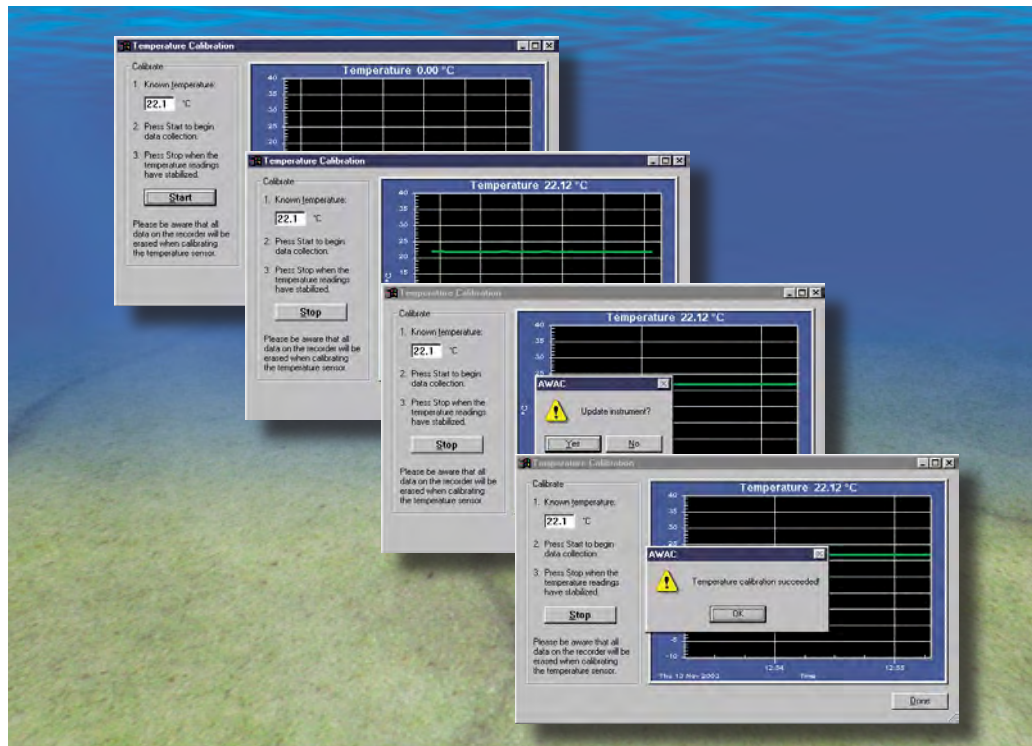 Temperature Calibration
Calibrate
1. Known temperature:
22.1 °C
2. Press Start to begin
data collection.
3. Press Stop when the
temperature readings
have stabilized.
Start
Please be aware that all
data on the recorder will be
erased when calibrating
the temperature sensor.
Temperature 0.00 °C
40
35
30
25
20
Temperature Calibration
Calibrate
1. Known temperature:
22.1 °C
2. Press Start to begin
data collection.
3. Press Stop when the
temperature readings
have stabilized.
Stop
Please be aware that all
data on the recorder will be
erased when calibrating
the temperature sensor.
Temperature 22.12 °C
40
35
30
25
20
15
Temperature Calibration
Calibrate
1. Known temperature:
22.1 °C
2. Press Start to begin
data collection.
3. Press Stop when the
temperature readings
have stabilized.
Stop
Please be aware that all
data on the recorder will be
erased when calibrating
the temperature sensor.
Temperature 22.12 °C
40
35
30
25
AWAC
Update instrument?
Yes
No
Temperature Calibration
Calibrate
1. Known temperature:
22.1 °C
2. Press Start to begin
data collection.
3. Press Stop when the
temperature readings
have stabilized.
Stop
Please be aware that all
data on the recorder will be
erased when calibrating
the temperature sensor.
Temperature 22.12 °C
40
35
30
25
AWAC
Temperature calibration succeeded!
OK
-5
-10
12:54
12:55
Thu 13 Nov 2003
Time
Done